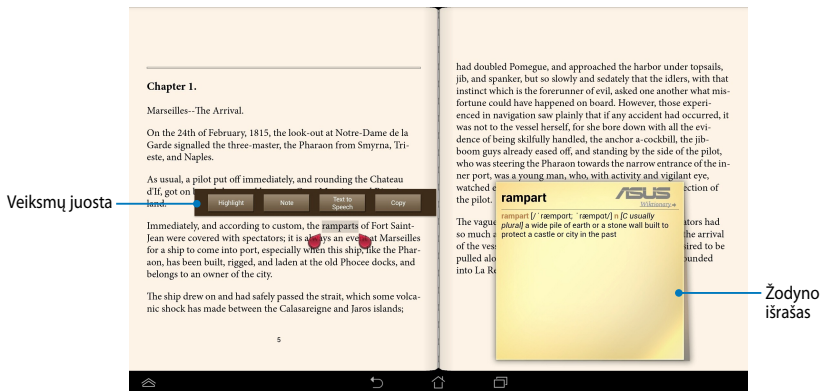 Chapter 1.
Marseilles--The Arrival.
On the 24th of February, 1815, the look-out at Notre-Dame de la
Garde signalled the three-master, the Pharaon from Smyrna, Tri-
este, and Naples.
As usual, a pilot put off immediately, and rounding the Chateau
d'If, got on
land.
Veiksmų juosta
Highlight
Note
Text to
Speech
Copy
Immediately, and according to custom, the ramparts of Fort Saint-
Jean were covered with spectators; it is always an event at Marseilles
for a ship to come into port, especially when this ship, like the Phar-
aon, has been built, rigged, and laden at the old Phocee docks, and
belongs to an owner of the city.
The ship drew on and had safely passed the strait, which some volca-
nic shock has made between the Calasareigne and Jaros islands;
5
had doubled Pomegue, and approached the harbor under topsails,
jib, and spanker, but so slowly and sedately that the idlers, with that
instinct which is the forerunner of evil, asked one another what mis-
fortune could have happened on board. However, those experi-
enced in navigation saw plainly that if any accident had occurred, it
was not to the vessel herself, for she bore down with all the evi-
dence of being skilfully handled, the anchor a-cockbill, the jib-
boom guys already eased off, and standing by the side of the pilot,
who was steering the Pharaon towards the narrow entrance of the in-
ner port, was a young man, who, with activity and vigilant eye,
watched ection of
the pilot.
The vague ators had
so much a the arrival
of the vess sired to be
pulled alo ounded
into La Re
rampart
ASUS
Wiktionary
rampart [/ ˈræmpɑrt; ˈræmpɑt/] n [C usually
plural] a wide pile of earth or a stone wall built to
protect a castle or city in the past
Žodyno
išrašas